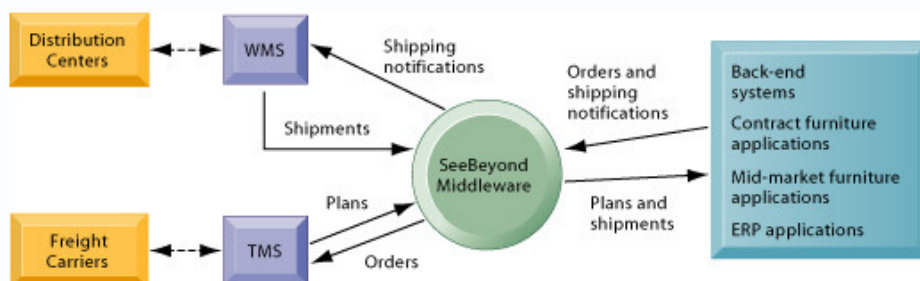 Distribution
Centers
WMS
Shipping
notifications
Orders and
shipping
notifications
Back-end
systems
Contract furniture
applications
Mid-market furniture
applications
ERP applications
Shipments
SeeBeyond
Middleware
Plans
Plans and
shipments
Freight
Carriers
TMS
Orders